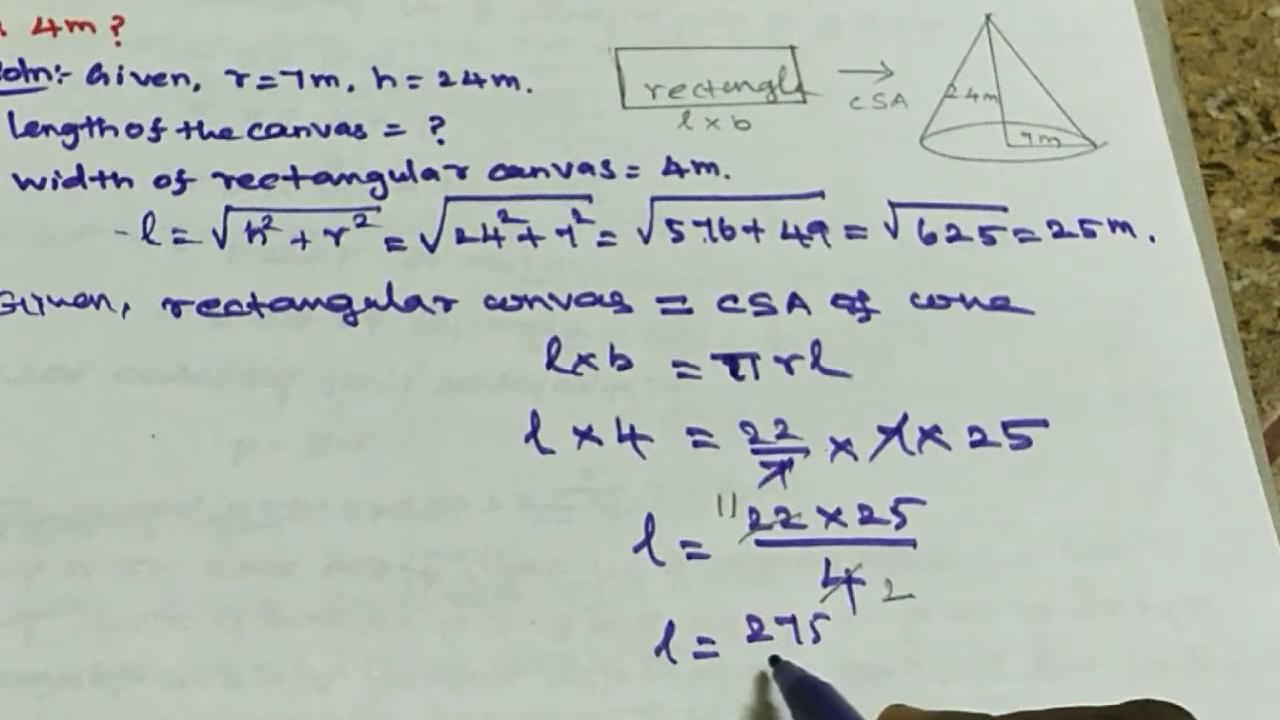 4m?
Soln:- Given, r=7m, h=24m.
rectangle
l×b
→ CSA
24m
7m
Length of the canvas = ?
width of rectangular canvas = 4m.
l = √h²+r² = √24²+7² = √576+49 = √625 = 25m.
Given, rectangular canvas = CSA of cone
l×b = πrl
l × 4 = 22/7 × 7 × 25
l = 11 22×25/4 2
l = 275